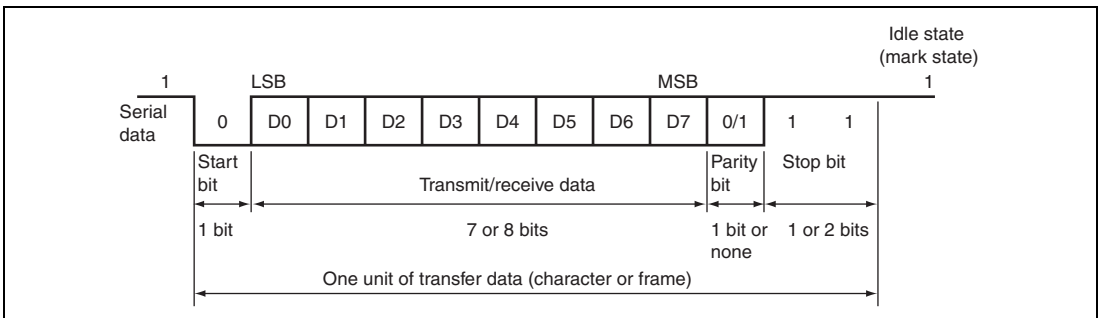 Idle state
(mark state)
1 LSB MSB 1
Serial
data
0 D0 D1 D2 D3 D4 D5 D6 D7 0/1 1 1
Start
bit
Transmit/receive data
Parity
bit
Stop bit
1 bit
7 or 8 bits
1 bit or
none
1 or 2 bits
One unit of transfer data (character or frame)